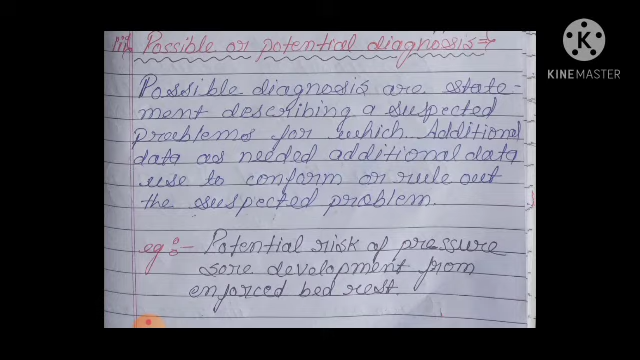 iii) Possible or potential diagnosis →
Possible diagnosis are state-
ment describing a suspected
problems for which Additional
data as needed additional data
use to conform or rule out
the suspected problem.
eg :- Potential risk of pressure
sore development from
enforced bed rest.
KINEMASTER